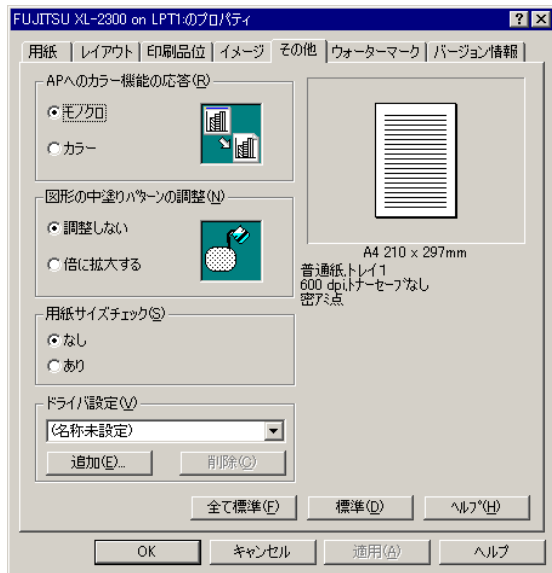 FUJITSU XL-2300 on LPT1:のプロパティ
用紙 レイアウト 印刷品位 イメージ その他 ウォーターマーク バージョン情報
APへのカラー機能の応答(R)
モノクロ
カラー
図形の中塗りパターンの調整(N)
調整しない
倍に拡大する
A4 210 x 297mm
普通紙,トレイ1
600 dpi,トナーセーブなし
密アミ点
用紙サイズチェック(S)
なし
あり
ドライバ設定(V)
(名称未設定)
追加(E)... 削除(C)
全て標準(F) 標準(D) ヘルプ(H)
OK キャンセル 適用(A) ヘルプ